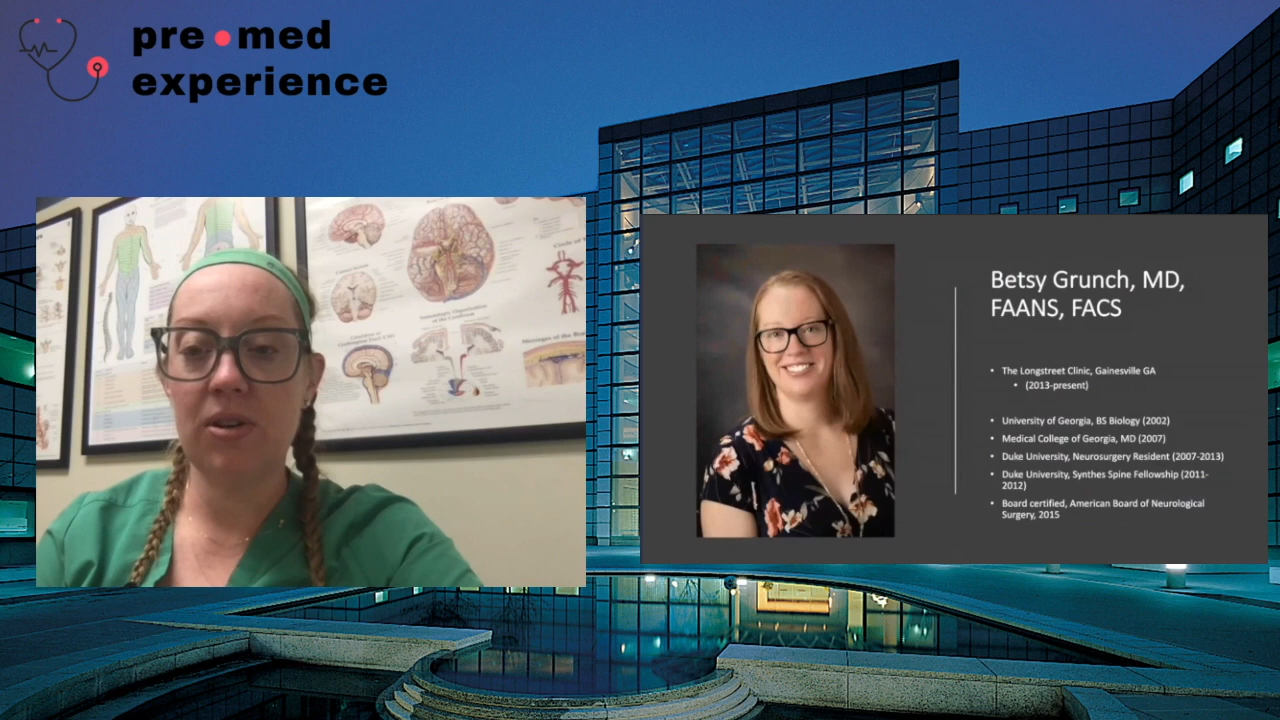 pre med
experience
Betsy Grunch, MD,
FAANS, FACS
• The Longstreet Clinic, Gainesville GA
• (2013-present)
• University of Georgia, BS Biology (2002)
• Medical College of Georgia, MD (2007)
• Duke University, Neurosurgery Resident (2007-2013)
• Duke University, Synthes Spine Fellowship (2011-
2012)
• Board certified, American Board of Neurological
Surgery, 2015